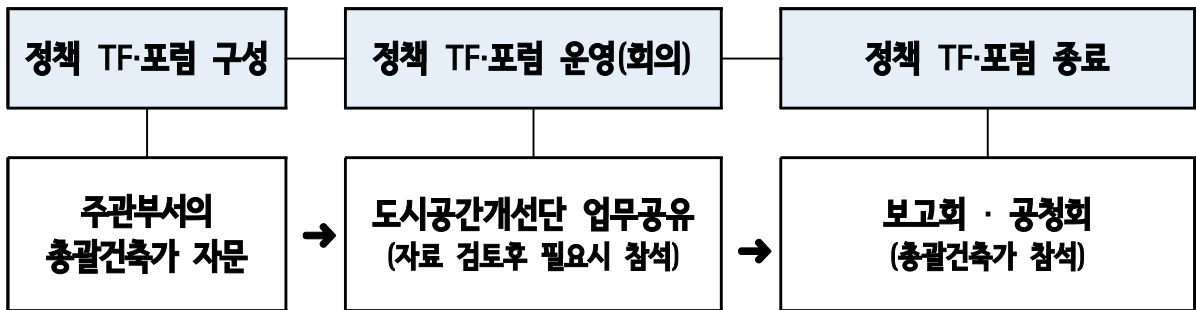 정책 TF·포럼 구성
정책 TF·포럼 운영(회의)
정책 TF·포럼 종료
주관부서의
총괄건축가 자문
➜
도시공간개선단 업무공유
(자료 검토후 필요시 참석)
➜
보고회 · 공청회
(총괄건축가 참석)